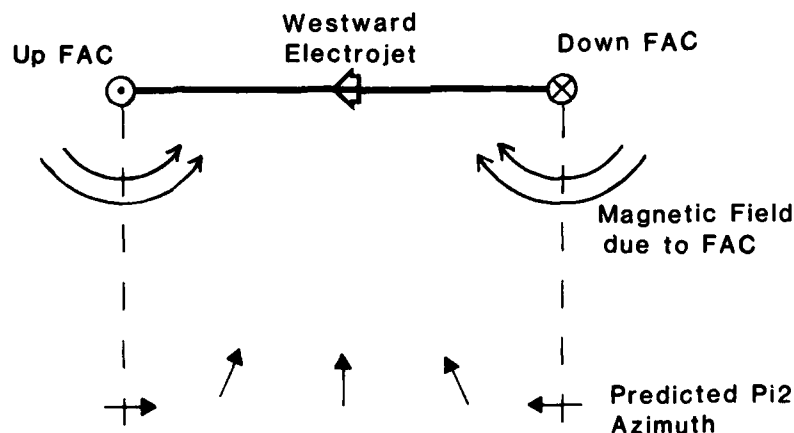 Westward
Electrojet
Up FAC
Down FAC
Magnetic Field
due to FAC
Predicted Pi2
Azimuth